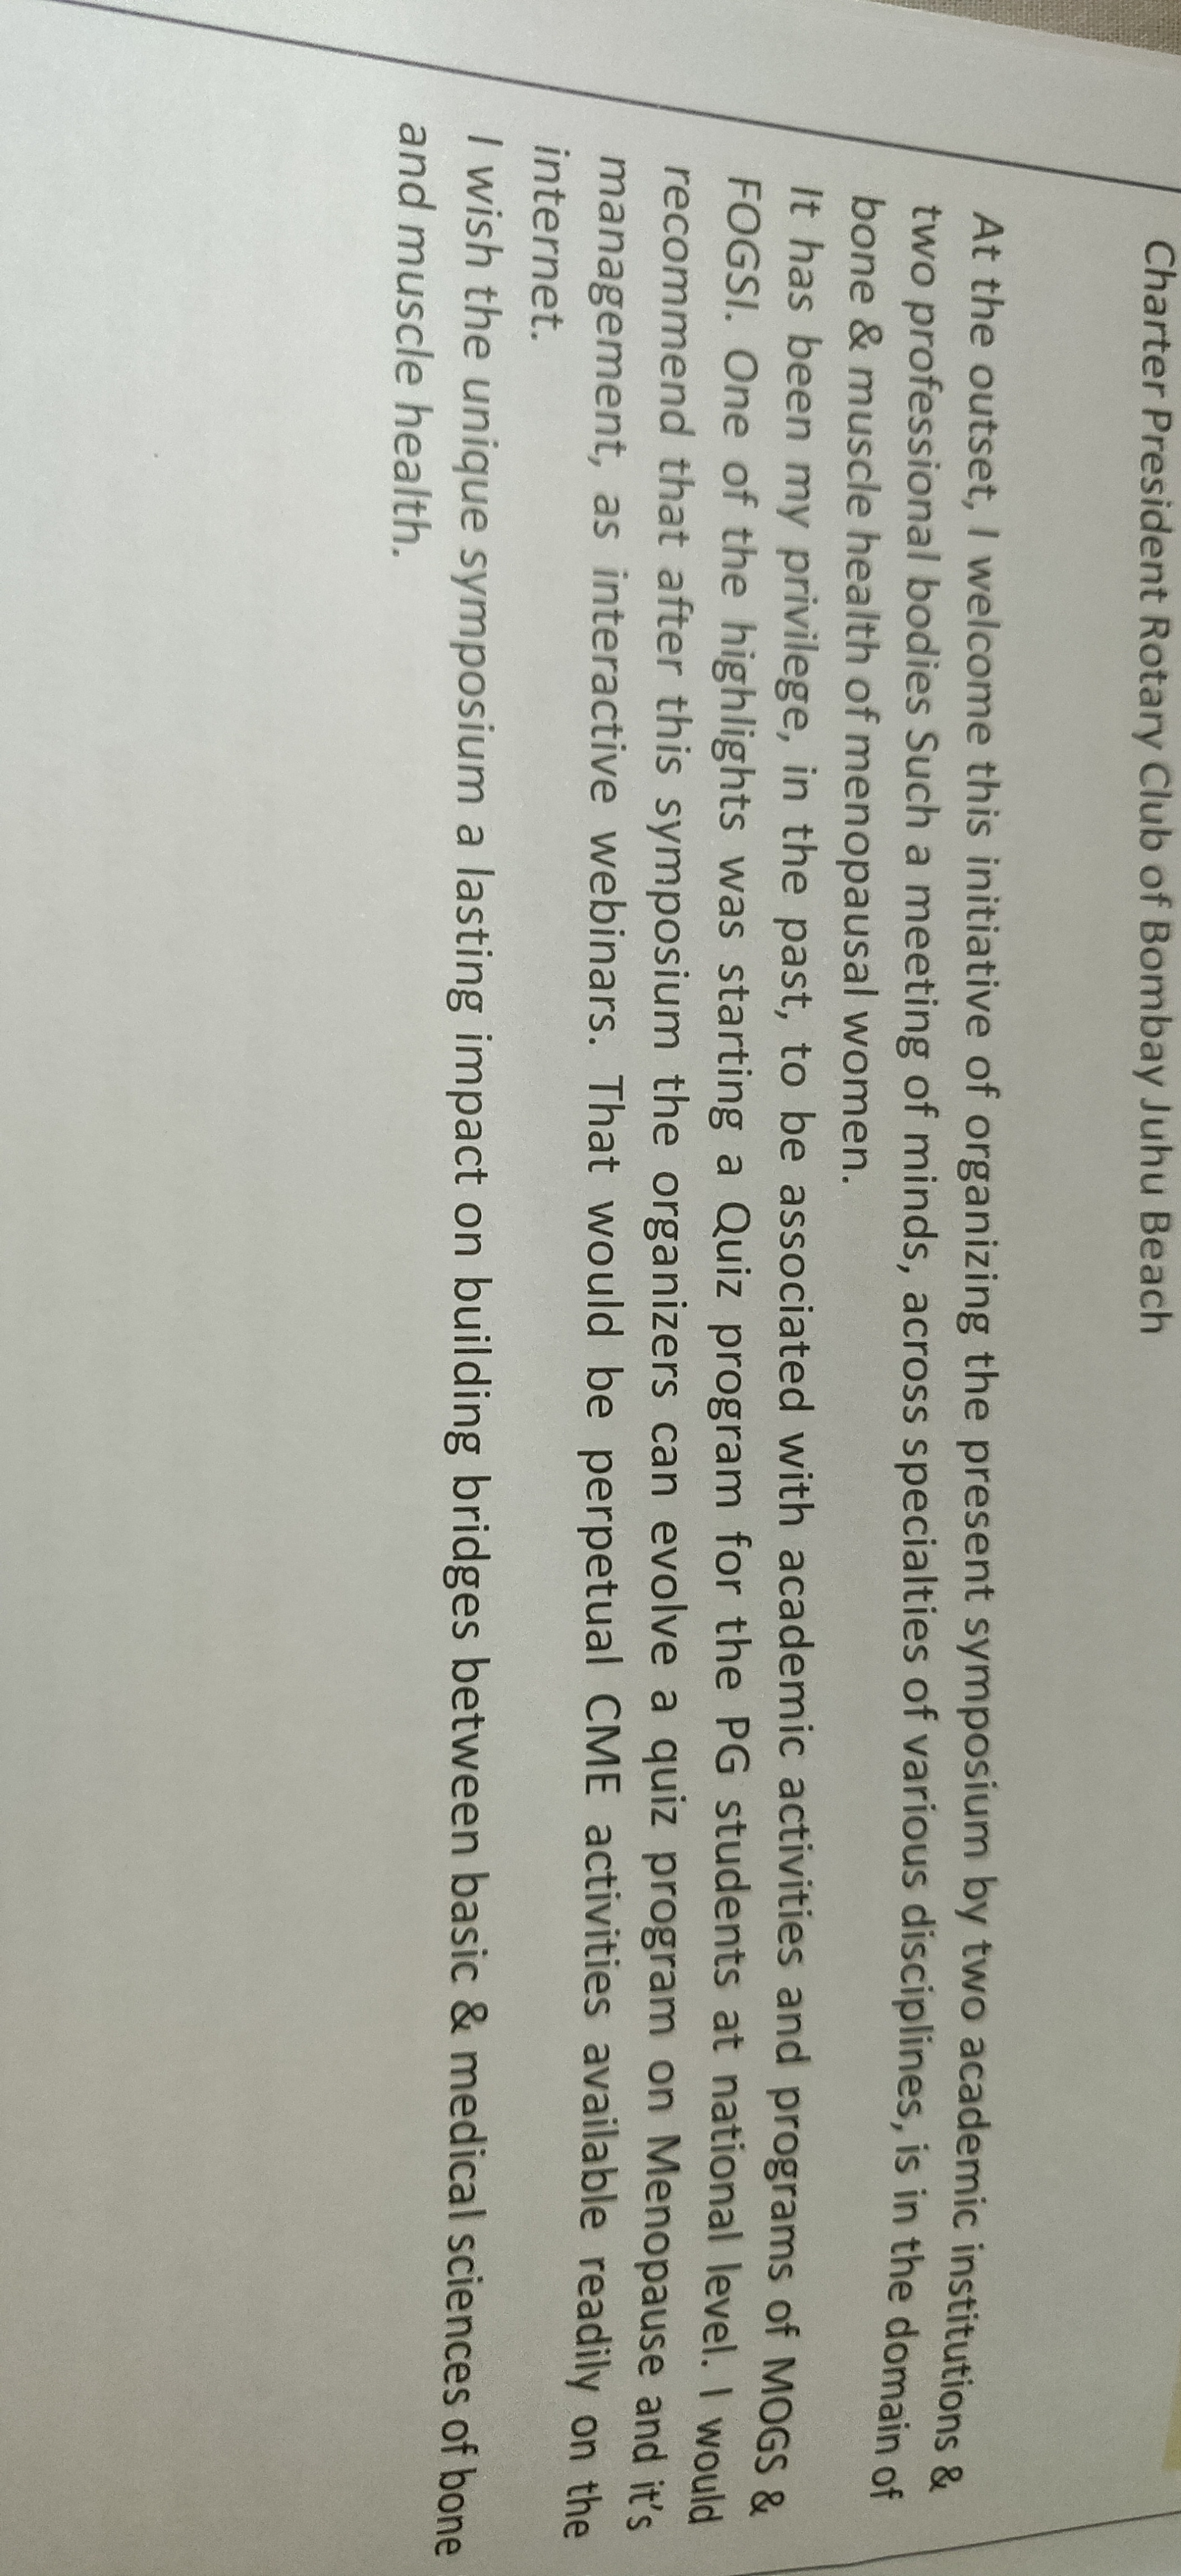 Charter President Rotary Club of Bombay Juhu Beach
At the outset, I welcome this initiative of organizing the present symposium by two academic institutions &
two professional bodies Such a meeting of minds, across specialties of various disciplines, is in the domain of
bone & muscle health of menopausal women.
It has been my privilege, in the past, to be associated with academic activities and programs of MOGS &
FOGSI. One of the highlights was starting a Quiz program for the PG students at national level. I would
recommend that after this symposium the organizers can evolve a quiz program on Menopause and it's
management, as interactive webinars. That would be perpetual CME activities available readily on the
internet.
I wish the unique symposium a lasting impact on building bridges between basic & medical sciences of bone
and muscle health.